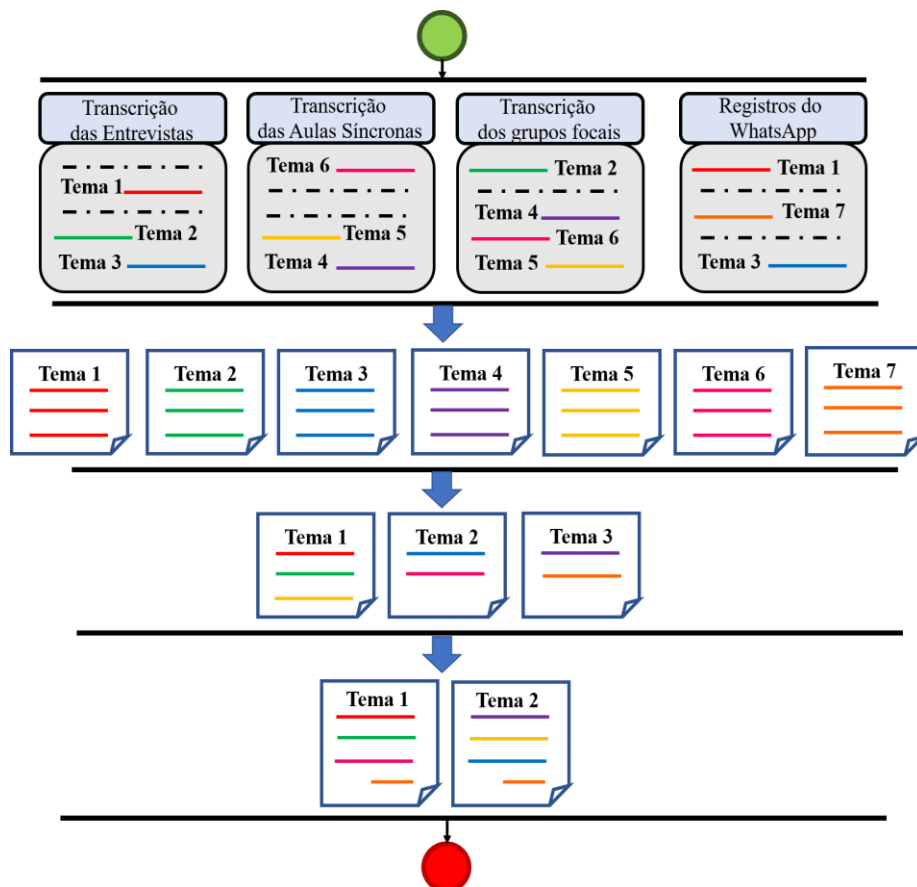 Transcrição
das Entrevistas
Tema 1
Tema 2
Tema 3
Transcrição
das Aulas Síncronas
Tema 6
Tema 5
Tema 4
Transcrição
dos grupos focais
Tema 2
Tema 4
Tema 6
Tema 5
Registros do
WhatsApp
Tema 1
Tema 7
Tema 3
Tema 1
Tema 2
Tema 3
Tema 4
Tema 5
Tema 6
Tema 7
Tema 1
Tema 2
Tema 3
Tema 1
Tema 2